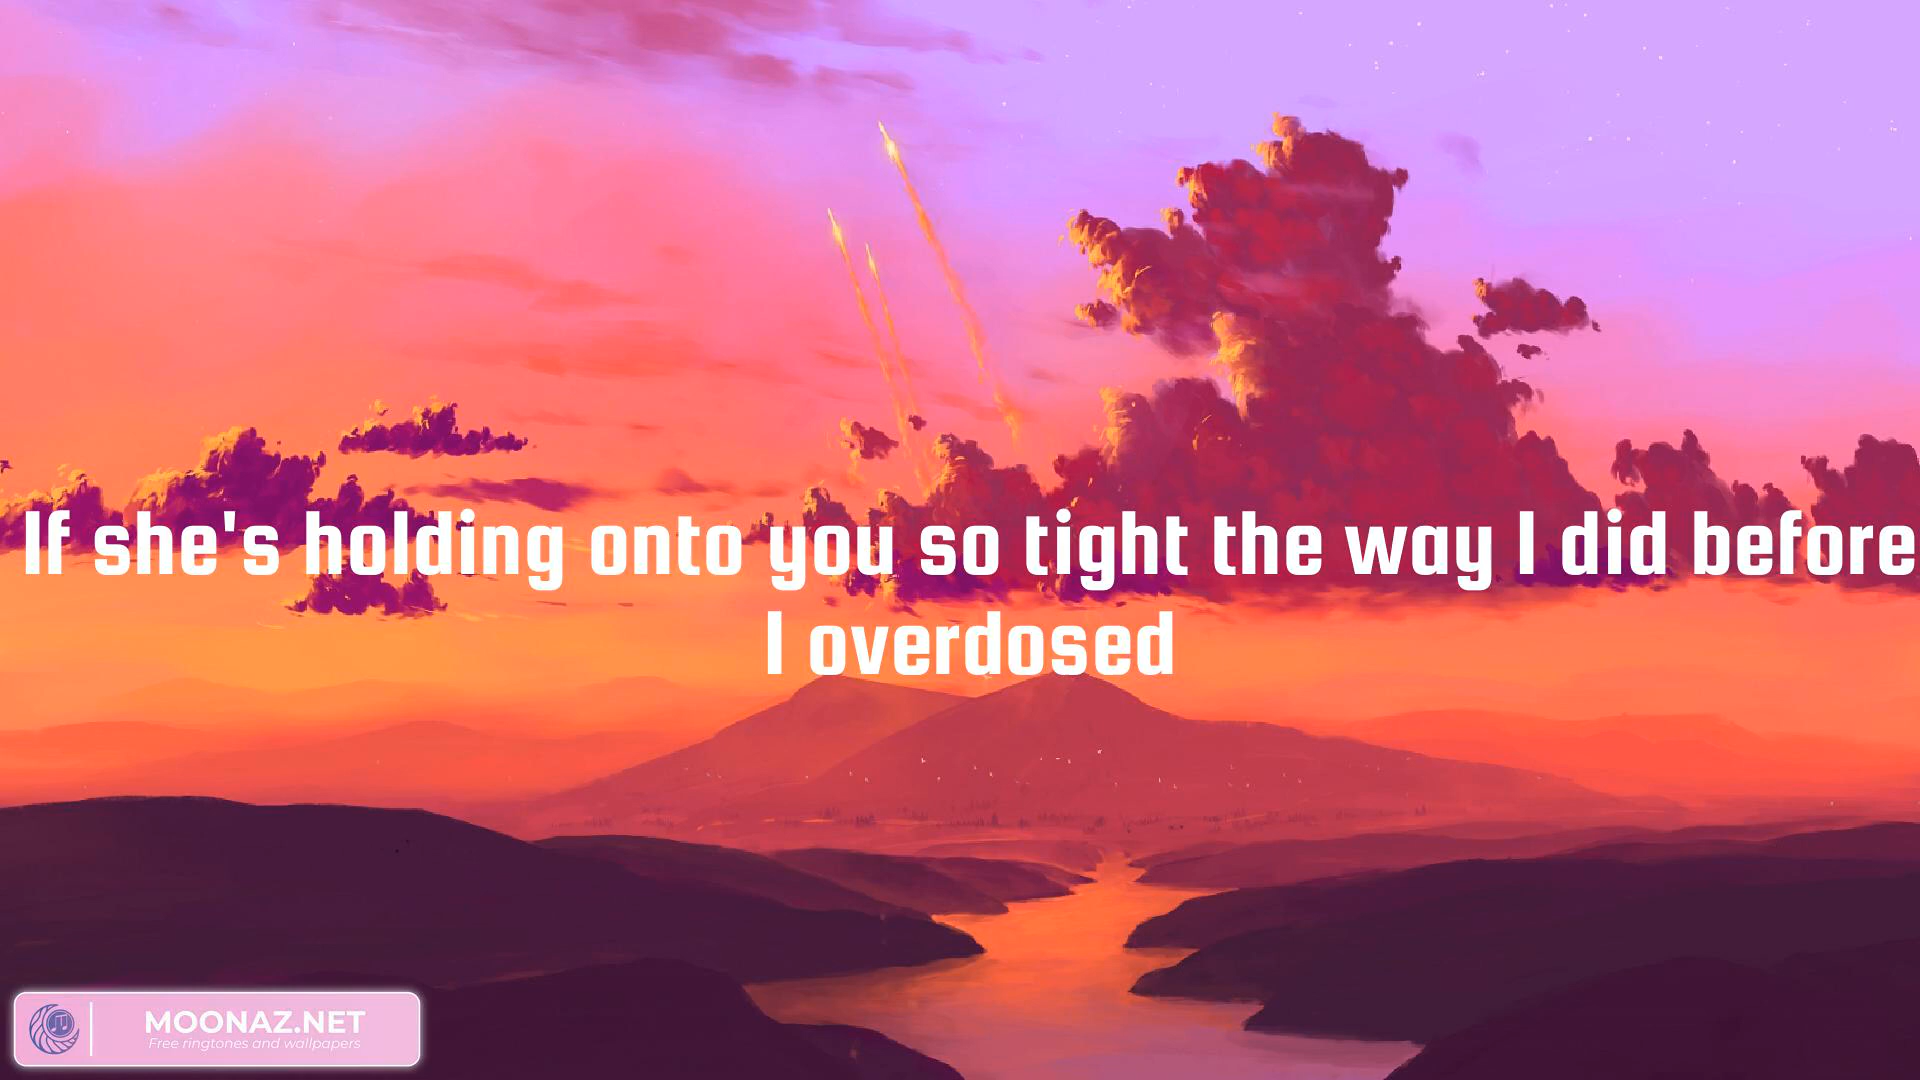 If she's holding onto you so tight the way I did before
I overdosed
MOONAZ.NET
Free ringtones and wallpapers